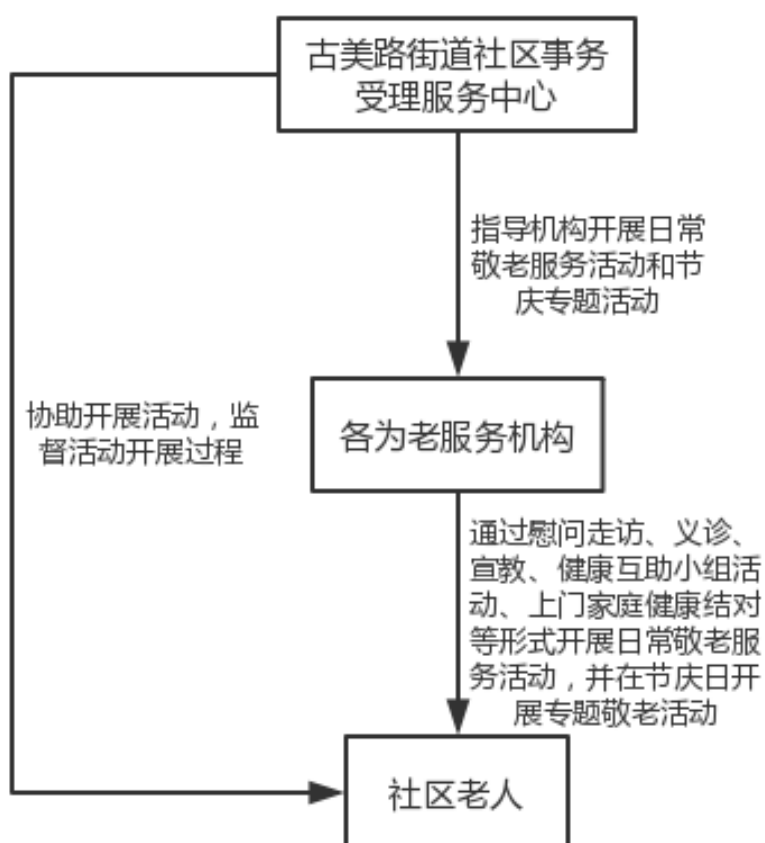 古美路街道社区事务
受理服务中心
指导机构开展日常
敬老服务活动和节
庆专题活动
协助开展活动，监
督活动开展过程
各为老服务机构
通过慰问走访、义诊、
宣教、健康互助小组活
动、上门家庭健康结对
等形式开展日常敬老服
务活动，并在节庆日开
展专题敬老活动
社区老人